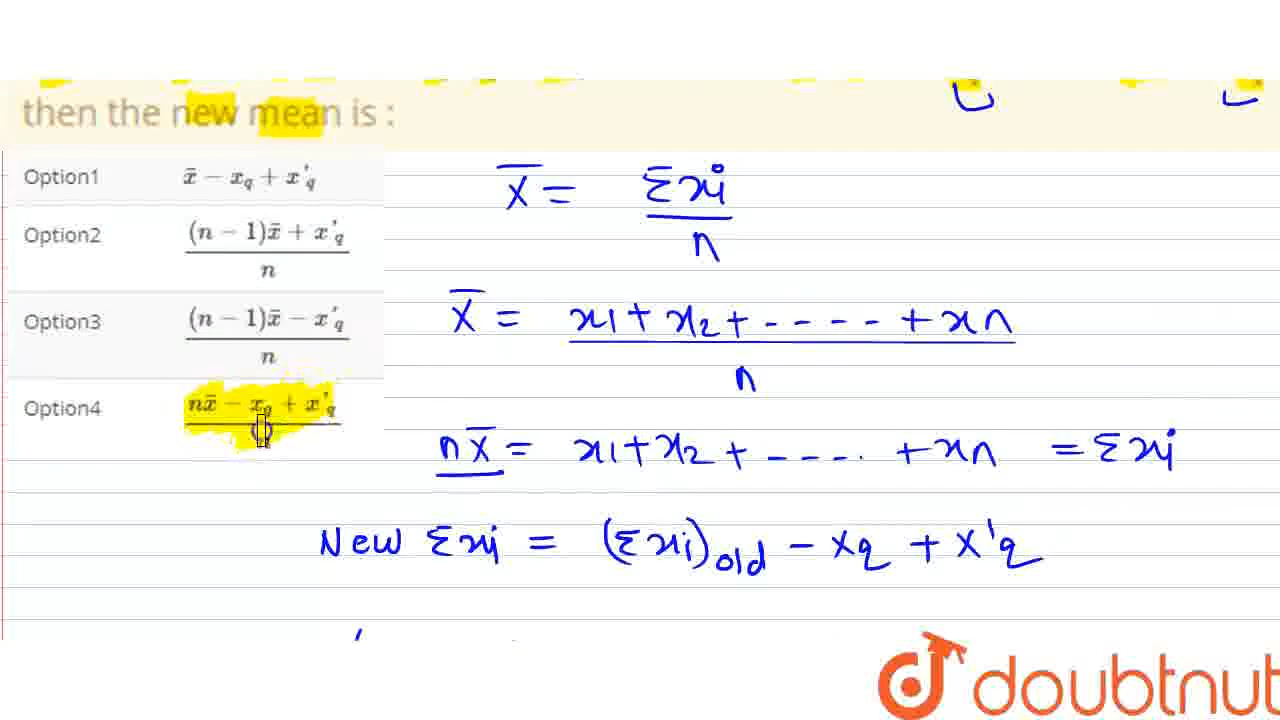 then the new mean is :
Option1 x̄ − x_q + x'_q
X̄ = Σxi / n
Option2 ((n − 1)x̄ + x'_q) / n
X̄ = (x1 + x2 + - - - - - + xn) / n
Option3 ((n − 1)x̄ − x'_q) / n
Option4 (nx̄ − x_q + x'_q) / n
nX̄ = x1 + x2 + - - - - . + xn = Σxi
New Σxi = (Σxi)old − xq + x'q
doubtnut